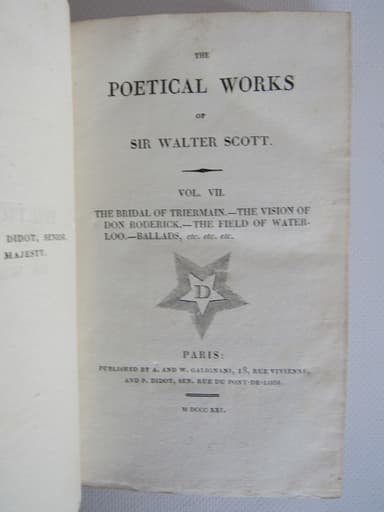 DIDOT, SENIR.
MAJESTY.
THE
POETICAL WORKS
OF
SIR WALTER SCOTT.
VOL. VII.
THE BRIDAL OF TRIERMAIN.—THE VISION OF
DON RODERICK.—THE FIELD OF WATER-
LOO.—BALLADS, etc. etc. etc.
D
PARIS:
PUBLISHED BY A. AND W. GALIGNANI, 18, RUE VIVIENNE,
AND P. DIDOT, SEN. RUE DU PONT-DE-LODI.
M DCCC XXI.